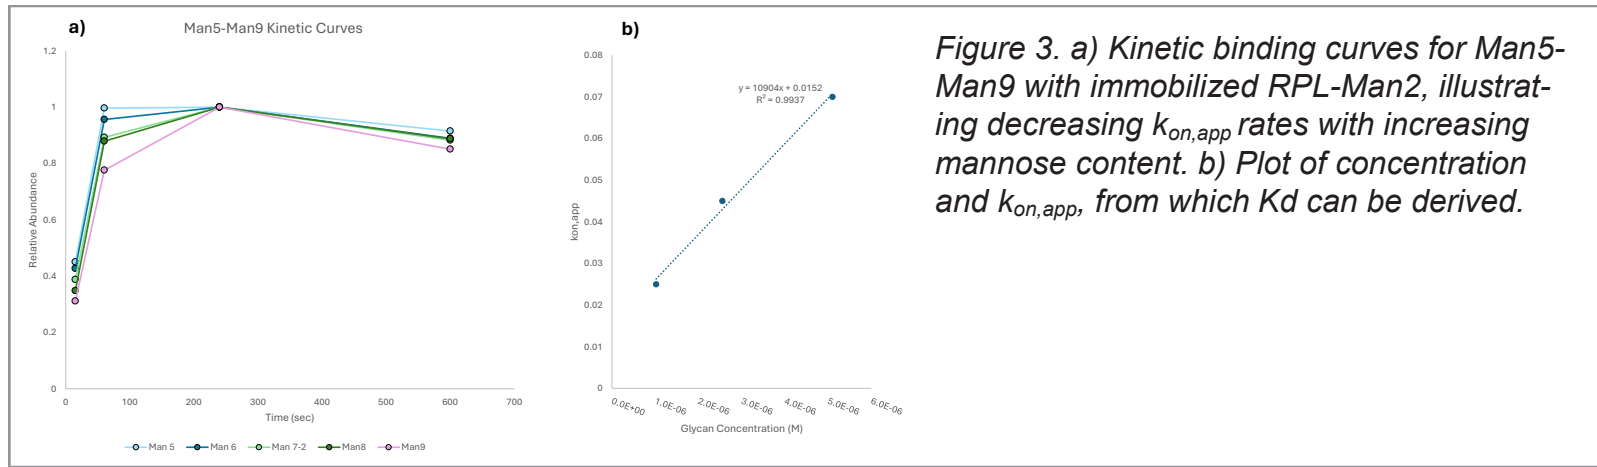 a)
Man5-Man9 Kinetic Curves
1.2
1
0.8
0.6
0.4
0.2
0
Relative Abundance
0 100 200 300 400 500 600 700
Time (sec)
Man 5 Man 6 Man 7-2 Man8 Man9
b)
0.08
0.07
0.06
0.05
0.04
0.03
0.02
0.01
0
kon,app
y = 10904x + 0.0152
R² = 0.9937
0.0E+00 1.0E-06 2.0E-06 3.0E-06 4.0E-06 5.0E-06 6.0E-06
Glycan Concentration (M)
Figure 3. a) Kinetic binding curves for Man5-
Man9 with immobilized RPL-Man2, illustrat-
ing decreasing kon,app rates with increasing
mannose content. b) Plot of concentration
and kon,app, from which Kd can be derived.